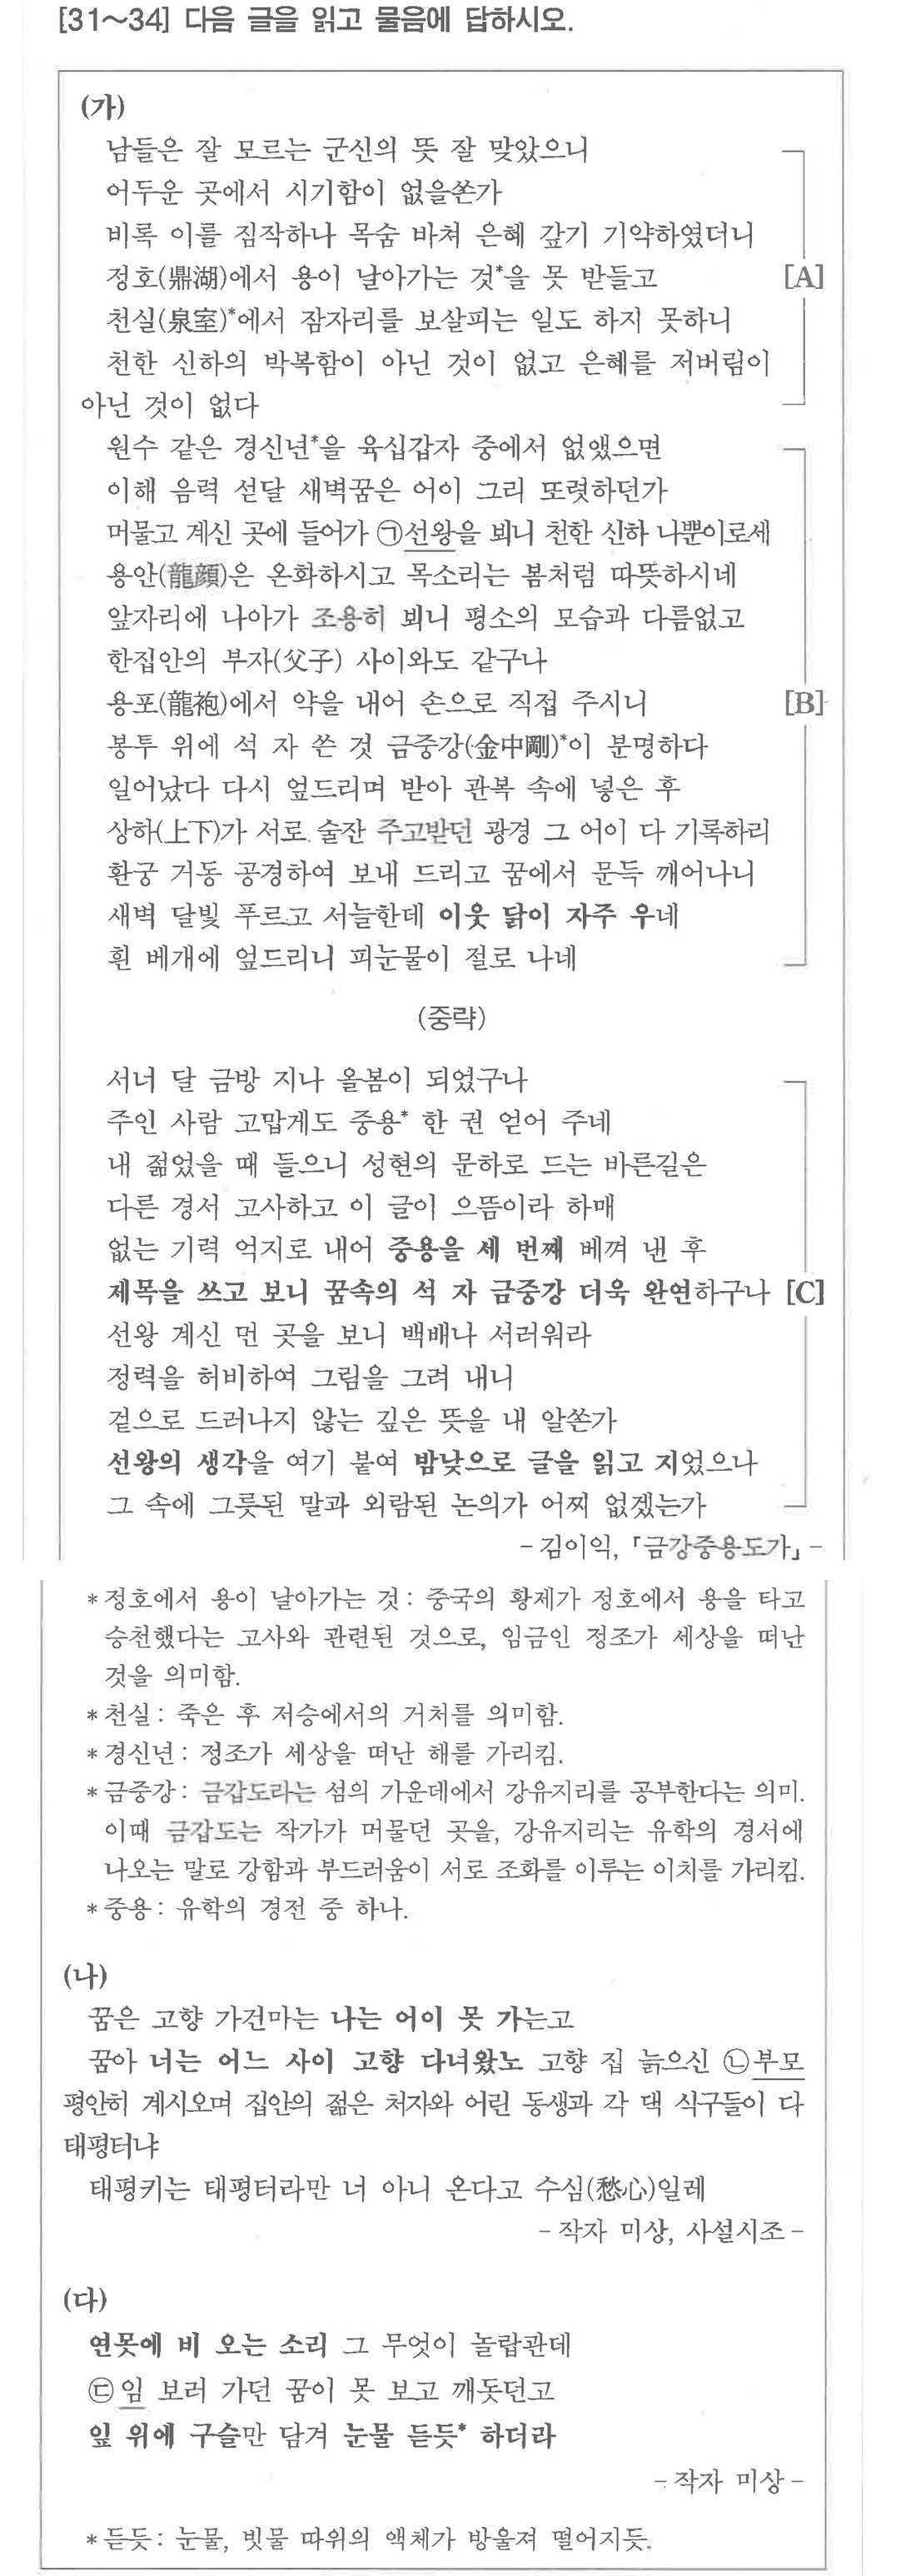 [31～34] 다음 글을 읽고 물음에 답하시오.
(가)
남들은 잘 모르는 군신의 뜻 잘 맞았으니
어두운 곳에서 시기함이 없을쏜가
비록 이를 짐작하나 목숨 바쳐 은혜 갚기 기약하였더니
정호(鼎湖)에서 용이 날아가는 것*을 못 받들고
[A]
천실(泉室)*에서 잠자리를 보살피는 일도 하지 못하니
천한 신하의 박복함이 아닌 것이 없고 은혜를 저버림이
아닌 것이 없다
원수 같은 경신년*을 육십갑자 중에서 없앴으면
이해 음력 섣달 새벽꿈은 어이 그리 또렷하던가
머물고 계신 곳에 들어가 ㉠선왕을 뵈니 천한 신하 나뿐이로세
용안(龍顔)은 온화하시고 목소리는 봄처럼 따뜻하시네
앞자리에 나아가 조용히 뵈니 평소의 모습과 다름없고
한집안의 부자(父子) 사이와도 같구나
용포(龍袍)에서 약을 내어 손으로 직접 주시니
[B]
봉투 위에 석 자 쓴 것 금중강(金中剛)*이 분명하다
일어났다 다시 엎드리며 받아 관복 속에 넣은 후
상하(上下)가 서로 술잔 주고받던 광경 그 어이 다 기록하리
환궁 거동 공경하여 보내 드리고 꿈에서 문득 깨어나니
새벽 달빛 푸르고 서늘한데 이웃 닭이 자주 우네
흰 베개에 엎드리니 피눈물이 절로 나네
(중략)
서너 달 금방 지나 올봄이 되었구나
주인 사람 고맙게도 중용* 한 권 얻어 주네
내 젊었을 때 들으니 성현의 문하로 드는 바른길은
다른 경서 고사하고 이 글이 으뜸이라 하매
없는 기력 억지로 내어 중용을 세 번째 베껴 낸 후
제목을 쓰고 보니 꿈속의 석 자 금중강 더욱 완연하구나 [C]
선왕 계신 먼 곳을 보니 백배나 서러워라
정력을 허비하여 그림을 그려 내니
겉으로 드러나지 않는 깊은 뜻을 내 알쏜가
선왕의 생각을 여기 붙여 밤낮으로 글을 읽고 지었으나
그 속에 그릇된 말과 외람된 논의가 어찌 없겠는가
- 김이익, 「금강중용도가」 -
* 정호에서 용이 날아가는 것 : 중국의 황제가 정호에서 용을 타고
승천했다는 고사와 관련된 것으로, 임금인 정조가 세상을 떠난
것을 의미함.
* 천실 : 죽은 후 저승에서의 거처를 의미함.
* 경신년 : 정조가 세상을 떠난 해를 가리킴.
* 금중강 : 금갑도라는 섬의 가운데에서 강유지리를 공부한다는 의미.
이때 금갑도는 작가가 머물던 곳을, 강유지리는 유학의 경서에
나오는 말로 강함과 부드러움이 서로 조화를 이루는 이치를 가리킴.
* 중용 : 유학의 경전 중 하나.
(나)
꿈은 고향 가건마는 나는 어이 못 가는고
꿈아 너는 어느 사이 고향 다녀왔노 고향 집 늙으신 ㉡부모
평안히 계시오며 집안의 젊은 처자와 어린 동생과 각 댁 식구들이 다
태평터냐
태평키는 태평터라만 너 아니 온다고 수심(愁心)일레
- 작자 미상, 사설시조 -
(다)
연못에 비 오는 소리 그 무엇이 놀랍관데
㉢임 보러 가던 꿈이 못 보고 깨돗던고
잎 위에 구슬만 담겨 눈물 듣듯* 하더라
- 작자 미상 -
* 듣듯 : 눈물, 빗물 따위의 액체가 방울져 떨어지듯.